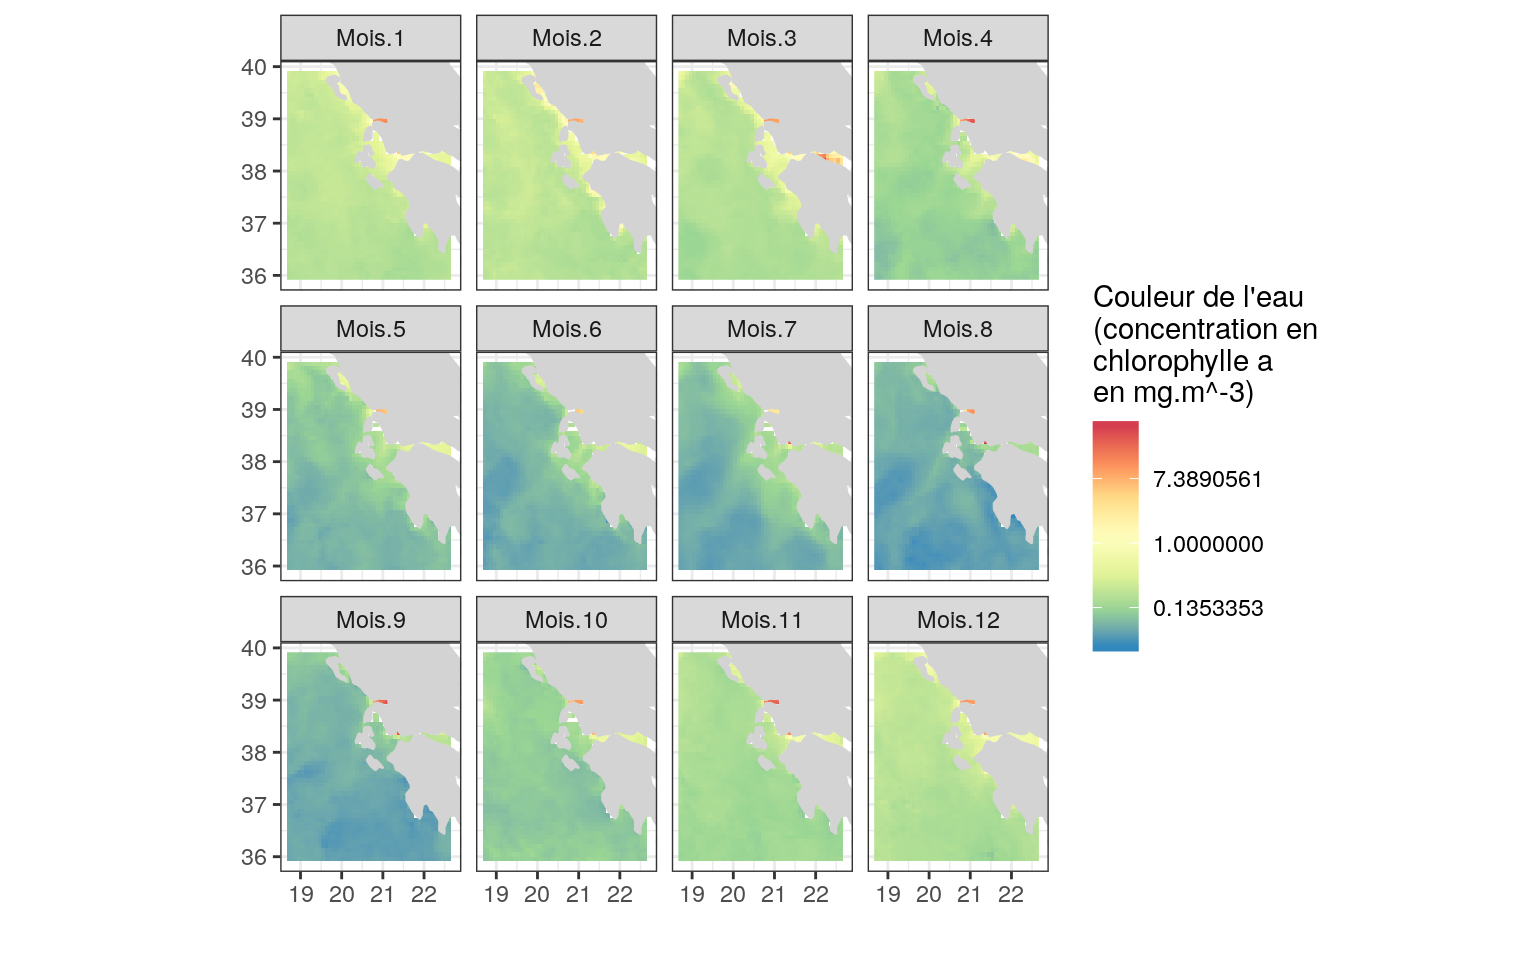 Mois.1 Mois.2 Mois.3 Mois.4
40
39
38
37
36
Mois.5 Mois.6 Mois.7 Mois.8
40
39
38
37
36
Mois.9 Mois.10 Mois.11 Mois.12
40
39
38
37
36
19 20 21 22 19 20 21 22 19 20 21 22 19 20 21 22
Couleur de l'eau
(concentration en
chlorophylle a
en mg.m^-3)
7.3890561
1.0000000
0.1353353